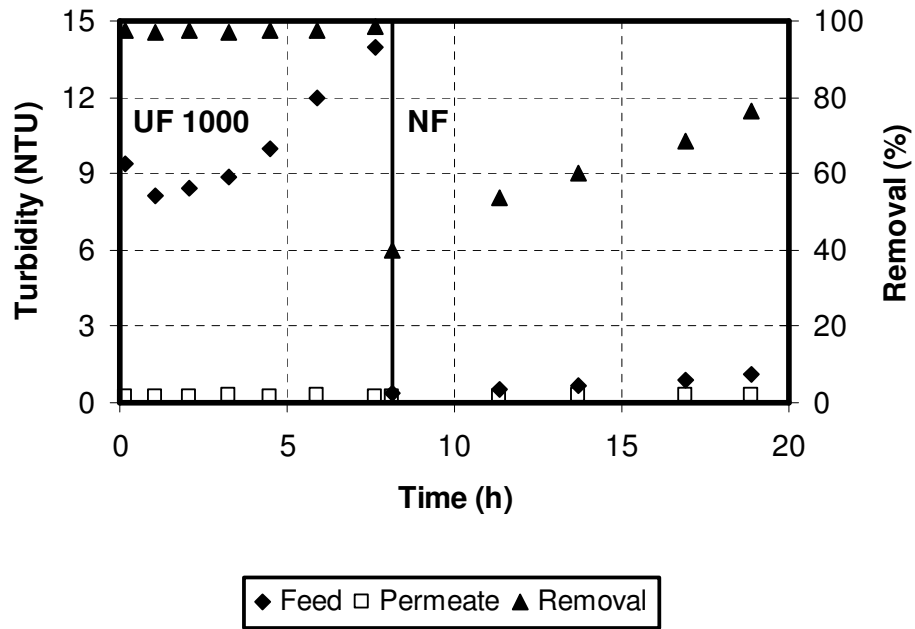 15
12
9
6
3
0
Turbidity (NTU)
UF 1000
NF
100
80
60
40
20
0
Removal (%)
0 5 10 15 20
Time (h)
Feed Permeate Removal